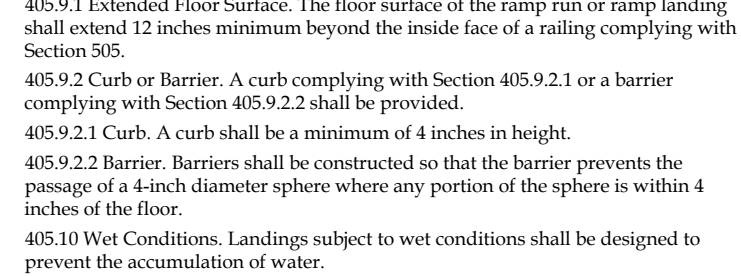 405.9.1 Extended Floor Surface. The floor surface of the ramp run or ramp landing
shall extend 12 inches minimum beyond the inside face of a railing complying with
Section 505.
405.9.2 Curb or Barrier. A curb complying with Section 405.9.2.1 or a barrier
complying with Section 405.9.2.2 shall be provided.
405.9.2.1 Curb. A curb shall be a minimum of 4 inches in height.
405.9.2.2 Barrier. Barriers shall be constructed so that the barrier prevents the
passage of a 4-inch diameter sphere where any portion of the sphere is within 4
inches of the floor.
405.10 Wet Conditions. Landings subject to wet conditions shall be designed to
prevent the accumulation of water.